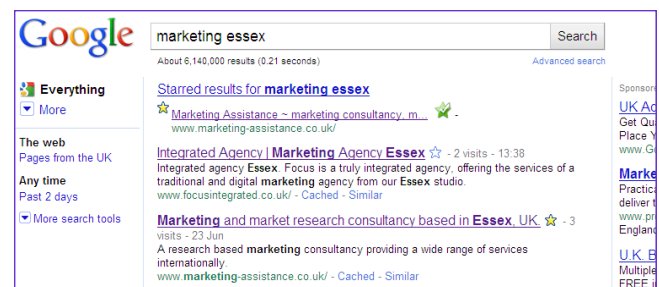 Google
marketing essex
Search
About 6,140,000 results (0.21 seconds)
Advanced search
Everything
More
The web
Pages from the UK
Any time
Past 2 days
More search tools
Starred results for marketing essex
Marketing Assistance ~ marketing consultancy, m... -
www.marketing-assistance.co.uk/
Integrated Agency | Marketing Agency Essex - 2 visits - 13:38
Integrated agency Essex. Focus is a truly integrated agency, offering the services of a
traditional and digital marketing agency from our Essex studio.
www.focusintegrated.co.uk/ - Cached - Similar
Marketing and market research consultancy based in Essex, UK. - 3
visits - 23 Jun
A research based marketing consultancy providing a wide range of services
internationally.
www.marketing-assistance.co.uk/ - Cached - Similar
Sponsore
UK Ad
Get Qu
Place Y
www.G
Marke
Practica
deliver t
www.pr
England
U.K. B
Multiple
FREE i